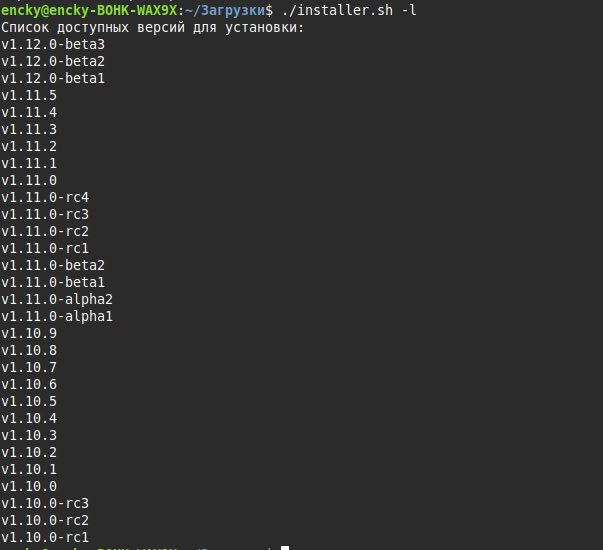 encky@encky-BOHK-WAX9X:~/Загрузки$ ./installer.sh -l
Список доступных версий для установки:
v1.12.0-beta3
v1.12.0-beta2
v1.12.0-beta1
v1.11.5
v1.11.4
v1.11.3
v1.11.2
v1.11.1
v1.11.0
v1.11.0-rc4
v1.11.0-rc3
v1.11.0-rc2
v1.11.0-rc1
v1.11.0-beta2
v1.11.0-beta1
v1.11.0-alpha2
v1.11.0-alpha1
v1.10.9
v1.10.8
v1.10.7
v1.10.6
v1.10.5
v1.10.4
v1.10.3
v1.10.2
v1.10.1
v1.10.0
v1.10.0-rc3
v1.10.0-rc2
v1.10.0-rc1